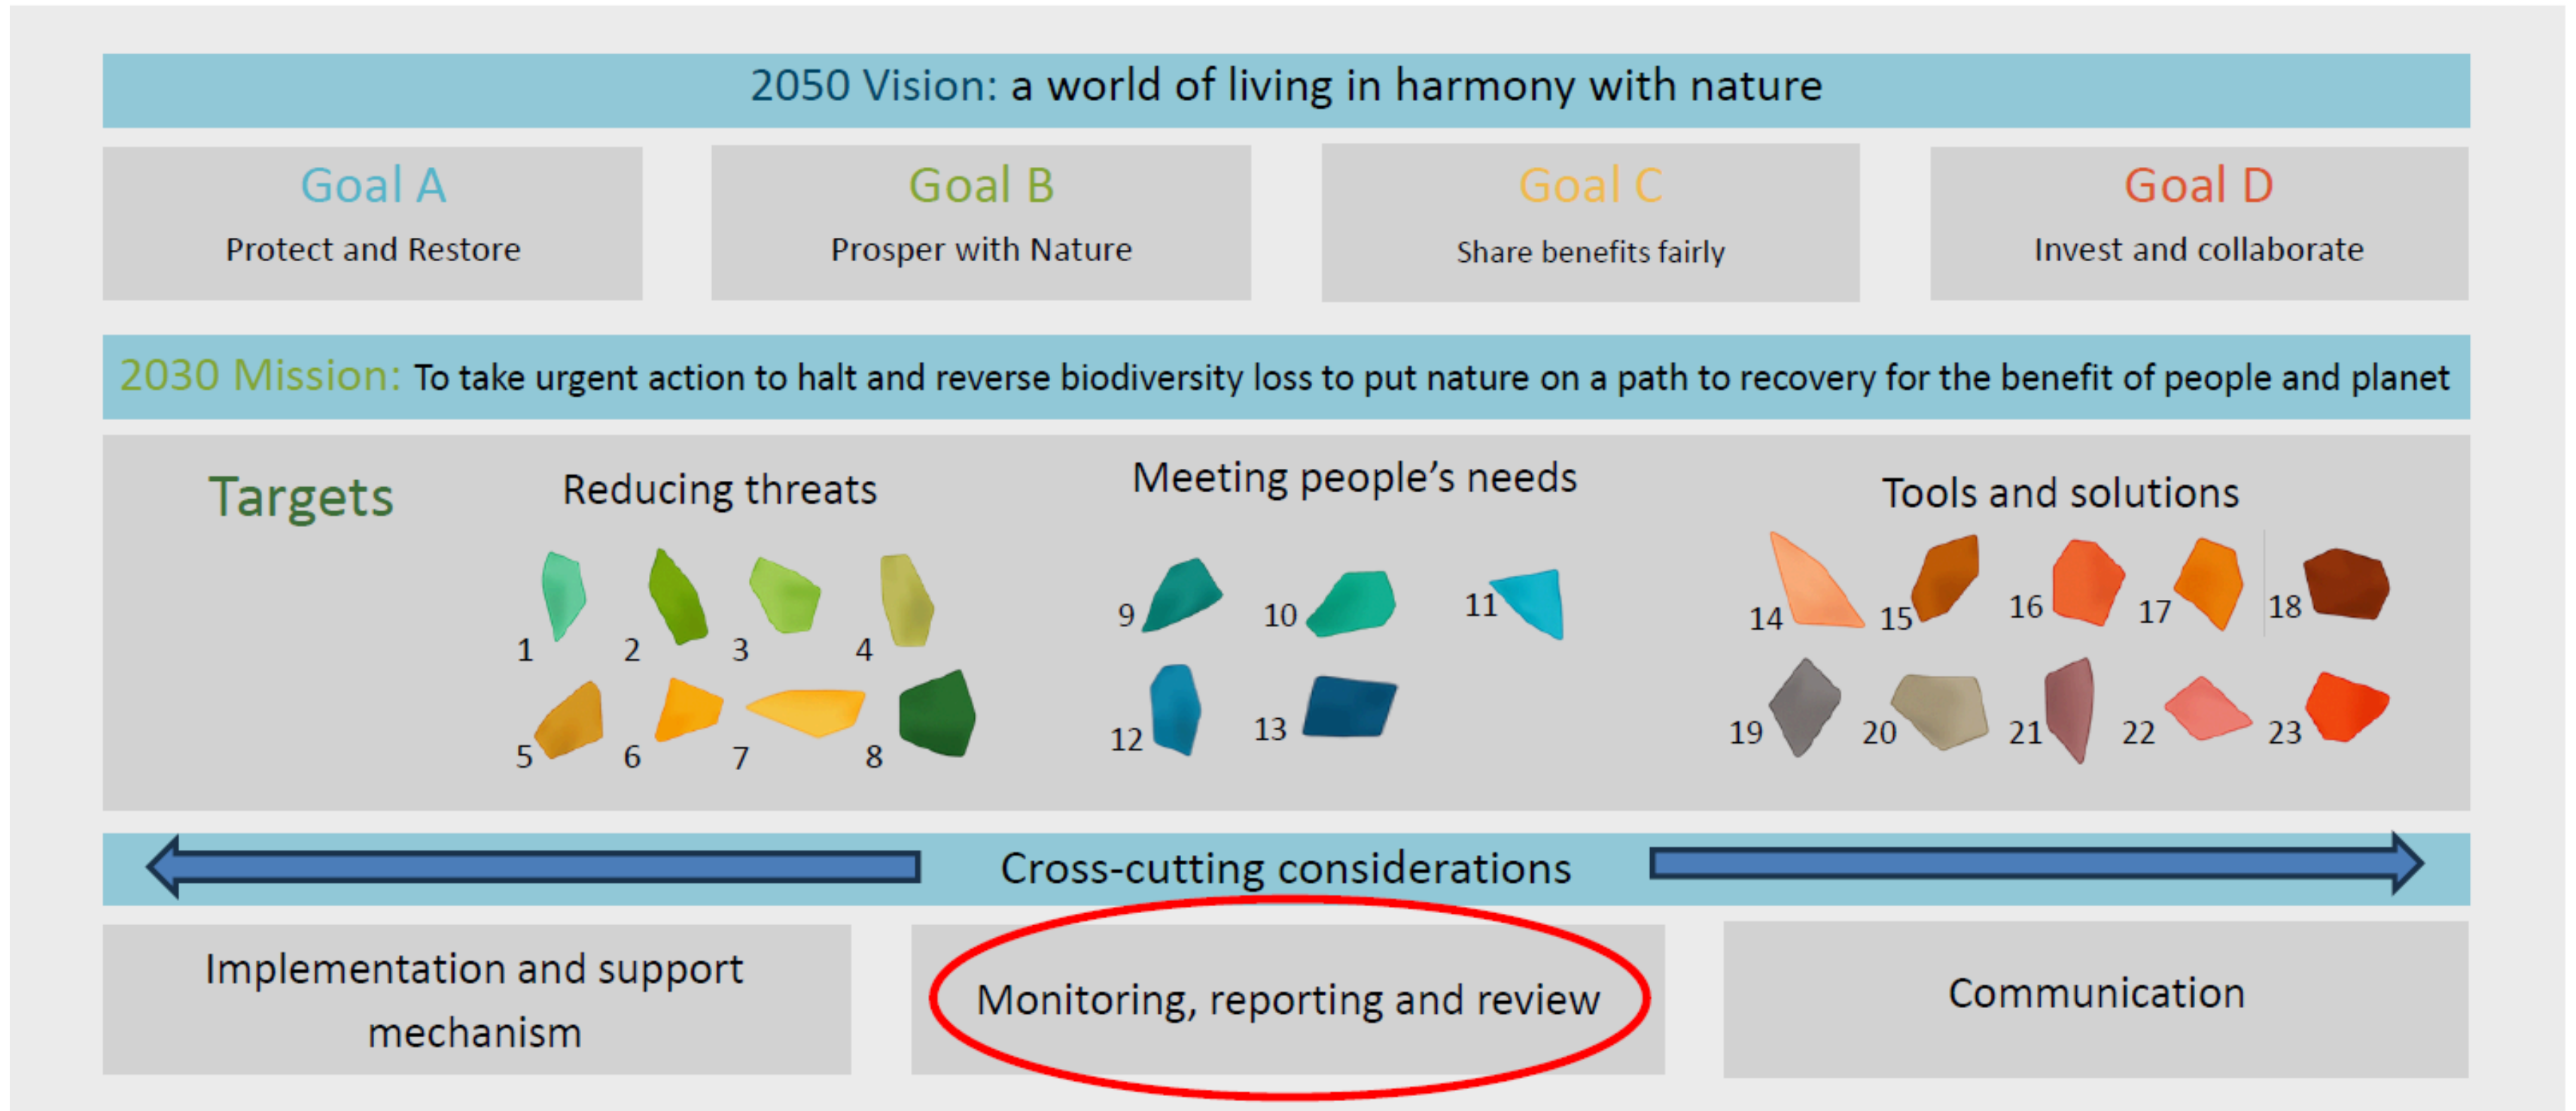 2050 Vision: a world of living in harmony with nature
Goal A
Protect and Restore
Goal B
Prosper with Nature
Goal C
Share benefits fairly
Goal D
Invest and collaborate
2030 Mission: To take urgent action to halt and reverse biodiversity loss to put nature on a path to recovery for the benefit of people and planet
Targets
Reducing threats
1 2 3 4
5 6 7 8
Meeting people’s needs
9 10 11
12 13
Tools and solutions
14 15 16 17 18
19 20 21 22 23
Cross-cutting considerations
Implementation and support
mechanism
Monitoring, reporting and review
Communication